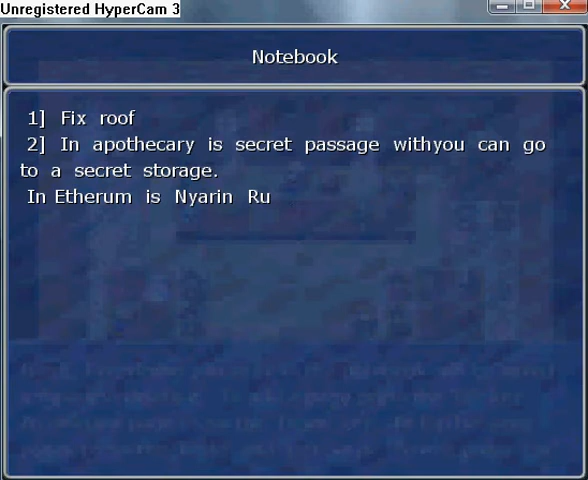 Unregistered HyperCam 3
Notebook
1] Fix roof
2] In apothecary is secret passage withyou can go
to a secret storage.
In Etherum is Nyarin Ru